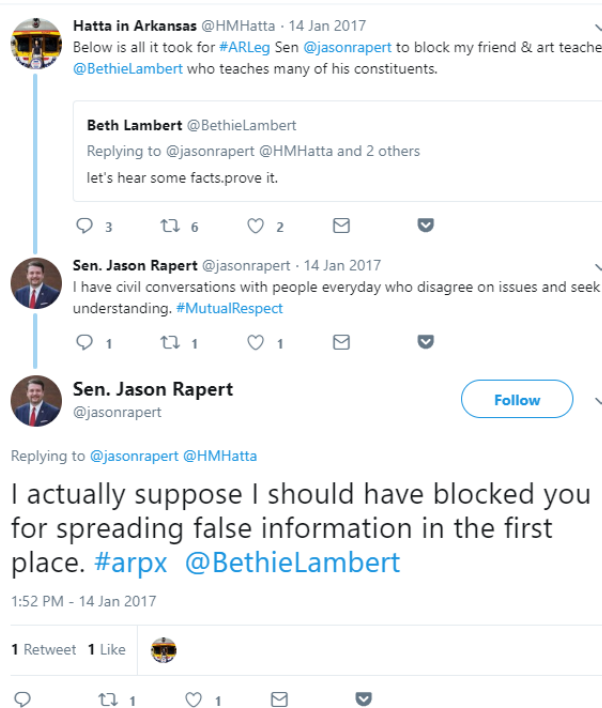 Hatta in Arkansas @HMHatta · 14 Jan 2017
Below is all it took for #ARLeg Sen @jasonrapert to block my friend & art teache
@BethieLambert who teaches many of his constituents.
Beth Lambert @BethieLambert
Replying to @jasonrapert @HMHatta and 2 others
let's hear some facts.prove it.
3 6 2
Sen. Jason Rapert @jasonrapert · 14 Jan 2017
I have civil conversations with people everyday who disagree on issues and seek
understanding. #MutualRespect
1 1 1
Sen. Jason Rapert
@jasonrapert
Follow
Replying to @jasonrapert @HMHatta
I actually suppose I should have blocked you
for spreading false information in the first
place. #arpx @BethieLambert
1:52 PM - 14 Jan 2017
1 Retweet 1 Like
1 1